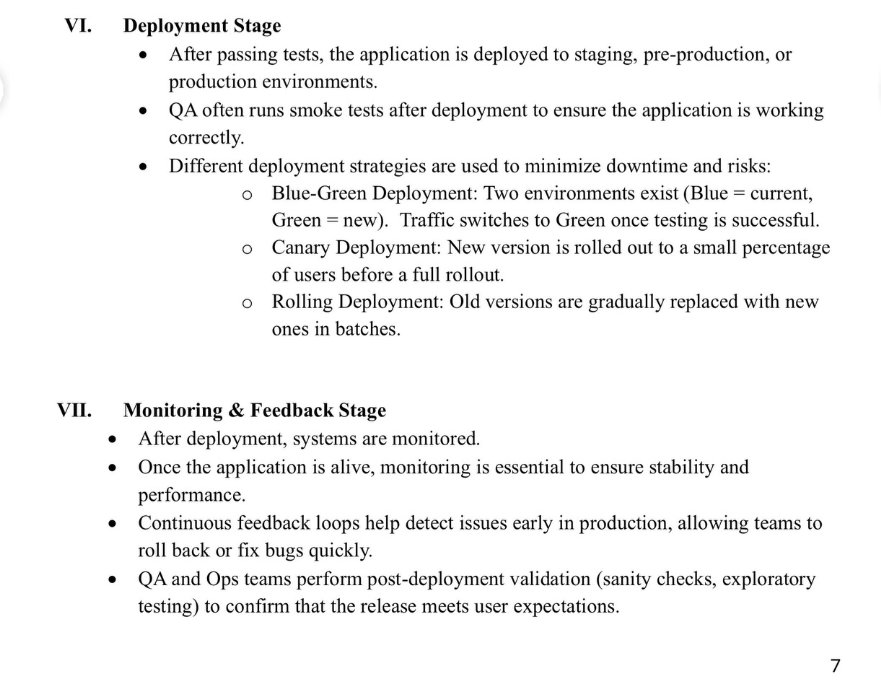 VI. Deployment Stage
• After passing tests, the application is deployed to staging, pre-production, or
production environments.
• QA often runs smoke tests after deployment to ensure the application is working
correctly.
• Different deployment strategies are used to minimize downtime and risks:
o Blue-Green Deployment: Two environments exist (Blue = current,
Green = new). Traffic switches to Green once testing is successful.
o Canary Deployment: New version is rolled out to a small percentage
of users before a full rollout.
o Rolling Deployment: Old versions are gradually replaced with new
ones in batches.
VII. Monitoring & Feedback Stage
• After deployment, systems are monitored.
• Once the application is alive, monitoring is essential to ensure stability and
performance.
• Continuous feedback loops help detect issues early in production, allowing teams to
roll back or fix bugs quickly.
• QA and Ops teams perform post-deployment validation (sanity checks, exploratory
testing) to confirm that the release meets user expectations.
7